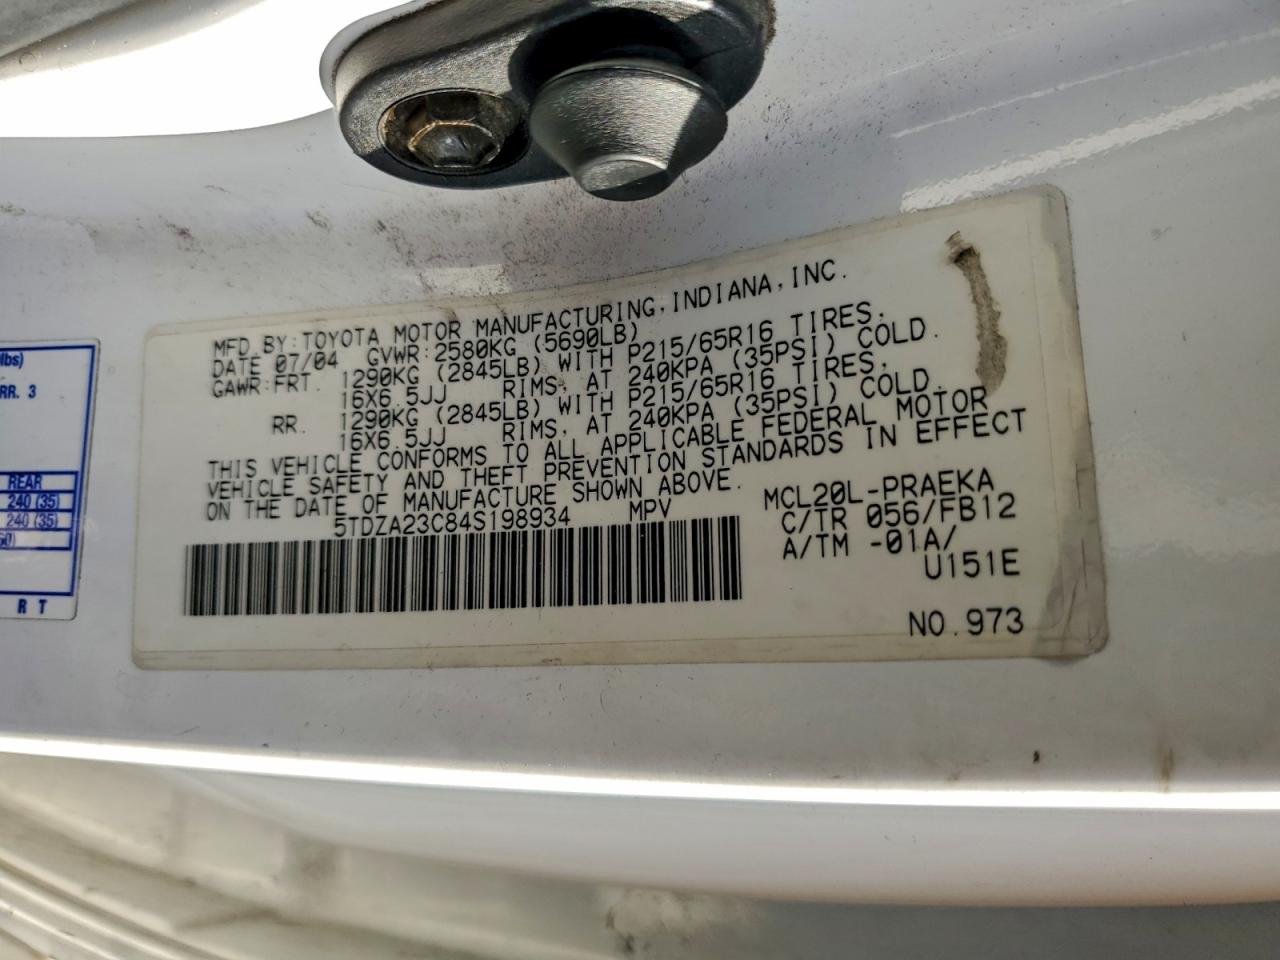 MFD.BY:TOYOTA MOTOR MANUFACTURING,INDIANA,INC.
DATE 07/04 GVWR:2580KG (5690LB)
GAWR:FRT. 1290KG (2845LB) WITH P215/65R16 TIRES,
16X6.5JJ RIMS, AT 240KPA (35PSI) COLD.
RR. 1290KG (2845LB) WITH P215/65R16 TIRES,
16X6.5JJ RIMS, AT 240KPA (35PSI) COLD.
THIS VEHICLE CONFORMS TO ALL APPLICABLE FEDERAL MOTOR
VEHICLE SAFETY AND THEFT PREVENTION STANDARDS IN EFFECT
ON THE DATE OF MANUFACTURE SHOWN ABOVE.
5TDZA23C84S198934 MPV
MCL20L-PRAEKA
C/TR 056/FB12
A/TM -01A/
U151E
NO.973
lbs)
RR. 3
REAR
240 (35)
240 (35)
R T